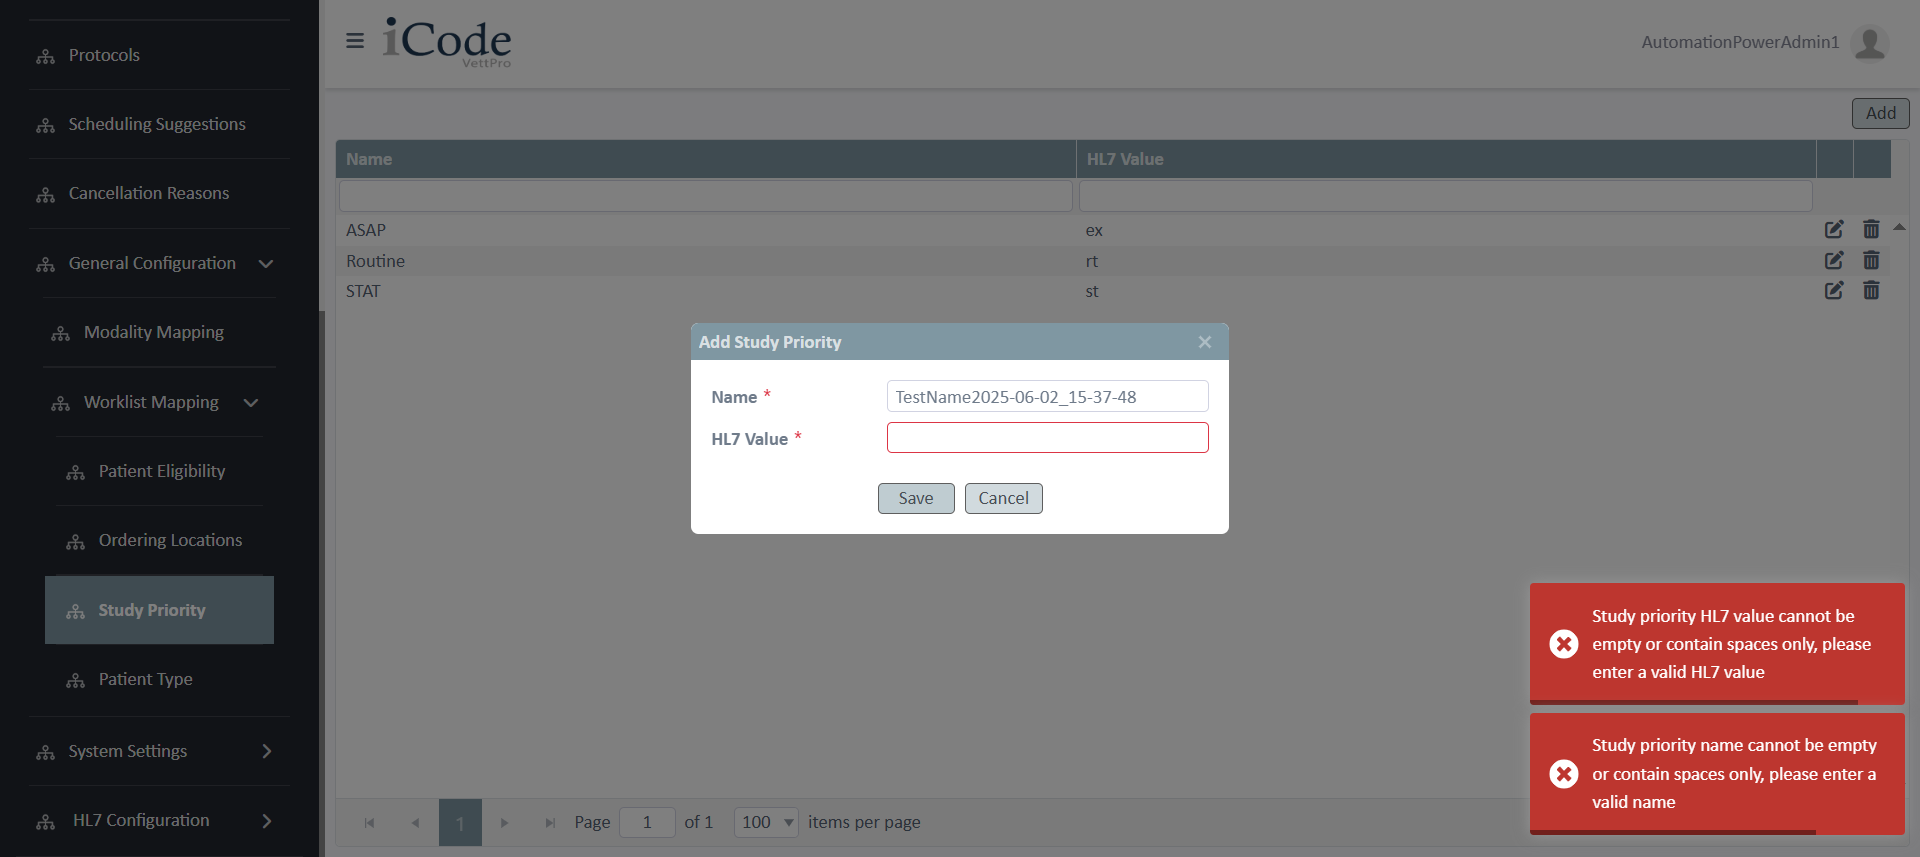 Protocols
Scheduling Suggestions
Cancellation Reasons
General Configuration
Modality Mapping
Worklist Mapping
Patient Eligibility
Ordering Locations
Study Priority
Patient Type
System Settings
HL7 Configuration
iCode
VettPro
AutomationPowerAdmin1
Add
Name HL7 Value
ASAP ex
Routine rt
STAT st
Add Study Priority
Name * TestName2025-06-02_15-37-48
HL7 Value *
Save Cancel
Study priority HL7 value cannot be
empty or contain spaces only, please
enter a valid HL7 value
Study priority name cannot be empty
or contain spaces only, please enter a
valid name
1 Page 1 of 1 100 items per page